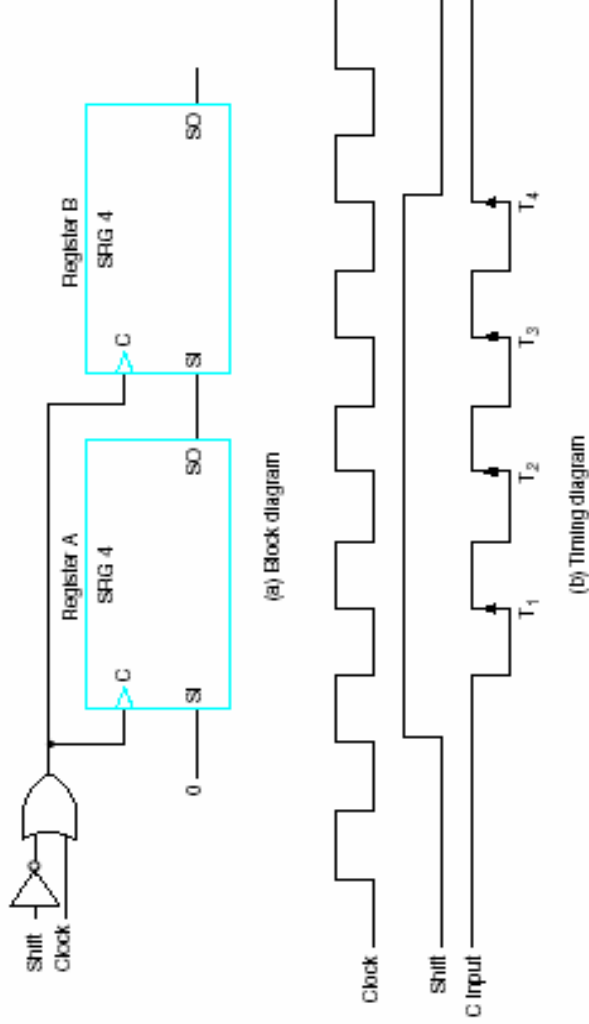 Shift
Clock
Register A
SRG 4
C
SI
SO
0
Register B
SRG 4
C
SI
SO
(a) Block diagram
Clock
Shift
C Input
T1
T2
T3
T4
(b) Timing diagram